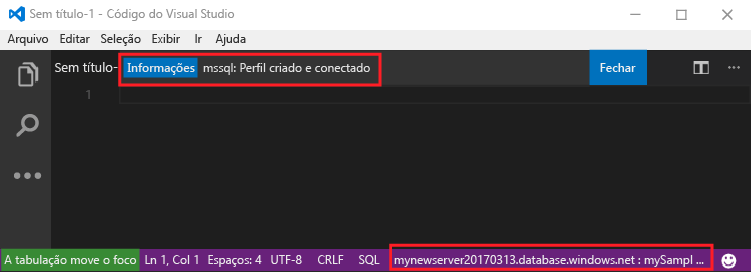 Sem título-1 - Código do Visual Studio
Arquivo Editar Seleção Exibir Ir Ajuda
Sem título- Informações mssql: Perfil criado e conectado Fechar ...
1
A tabulação move o foco Ln 1, Col 1 Espaços: 4 UTF-8 CRLF SQL mynewserver20170313.database.windows.net : mySampl ...